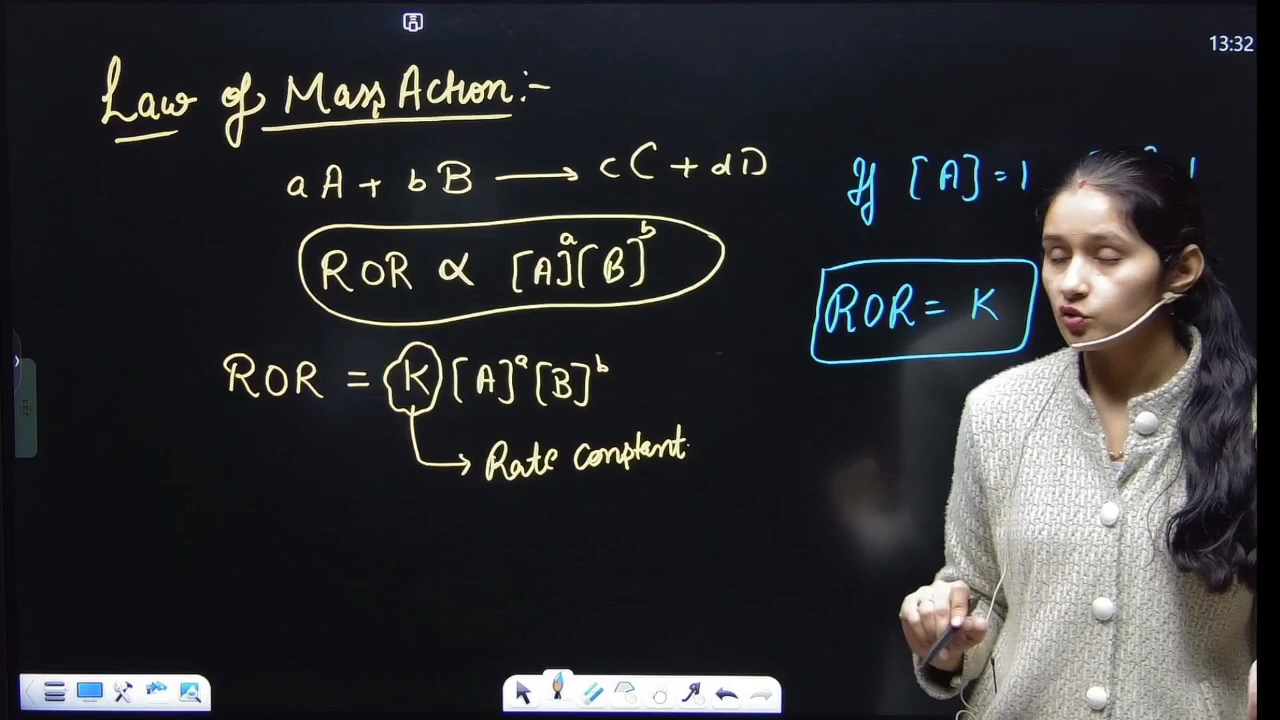 13:32
Law of Mass Action :-
aA + bB ⟶ cC + dD
ROR ∝ [A]ᵃ[B]ᵇ
ROR = K [A]ᵃ[B]ᵇ
Rate constant.
If [A] = 1
ROR = K